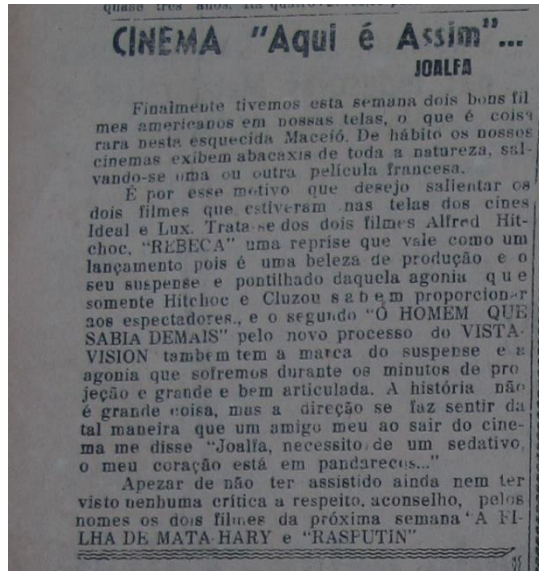 quase tres anos.
CINEMA "Aqui é Assim"...
JOALFA
Finalmente tivemos esta semana dois bons fil
mes americanos em nossas telas, o que é coisa
rara nesta esquecida Maceió. De hábito os nossos
cinemas exibem abacaxis de toda a natureza, sal-
vando-se uma ou outra película francesa.
É por esse motivo que desejo salientar os
dois filmes que estiveram nas telas dos cines
Ideal e Lux. Trata-se dos dois filmes Alfred Hit-
choc, "REBECA" uma reprise que vale como um
lançamento pois é uma beleza de produção e o
seu suspense e pontilhado daquela agonia que
somente Hitchoc e Cluzou sabem proporcionar
aos espectadores., e o segundo "O HOMEM QUE
SABIA DEMAIS" pelo novo processo do VISTA-
VISION tambem tem a marca do suspense e a
agonia que sofremos durante os minutos de pro
jeção e grande e bem articulada. A história não
é grande coisa, mas a direção se faz sentir da
tal maneira que um amigo meu ao sair do cine-
ma me disse "Joalfa, necessito de um sedativo,
o meu coração está em pandarecos..."
Apezar de não ter assistido ainda nem ter
visto nenhuma critica a respeito, aconselho, pelos
nomes os dois filmes da próxima semana 'A FI-
LHA DE MATA-HARY e "RASPUTIN"